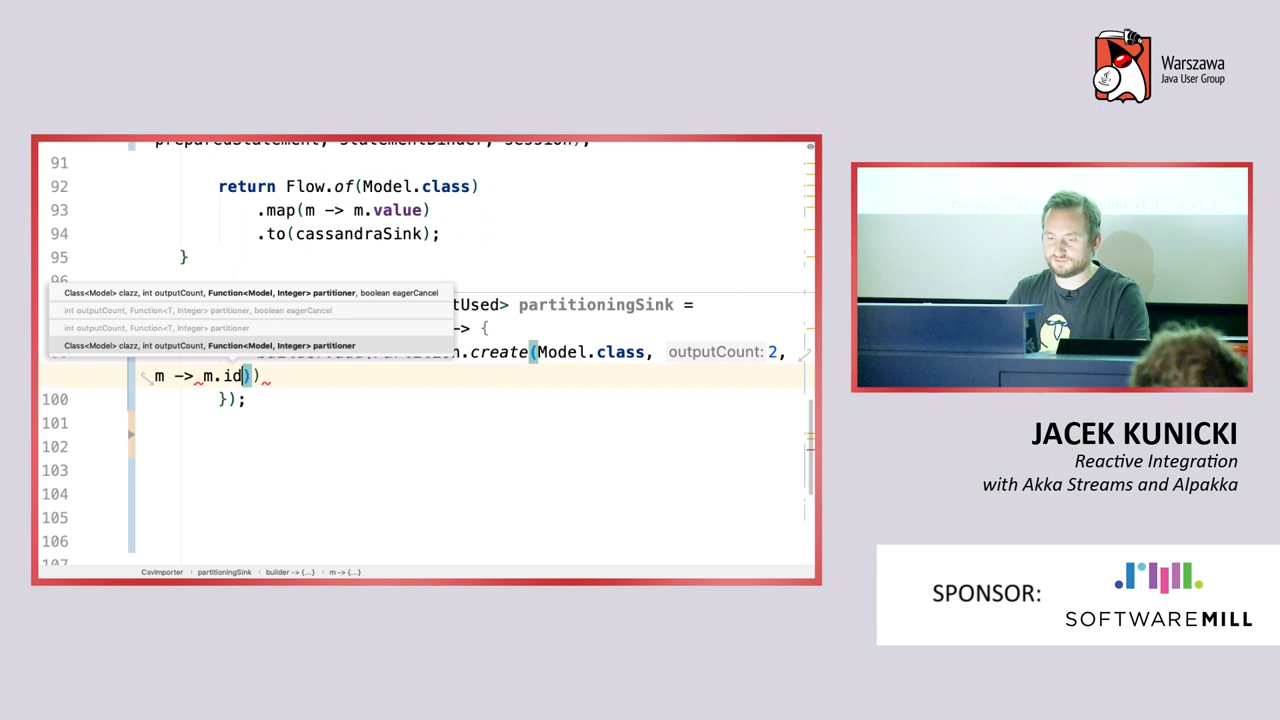 Warszawa
Java User Group
91
92 return Flow.of(Model.class)
93 .map(m -> m.value)
94 .to(cassandraSink);
95 }
96
Class<Model> clazz, int outputCount, Function<Model, Integer> partitioner, boolean eagerCancel
int outputCount, Function<T, Integer> partitioner, boolean eagerCancel
int outputCount, Function<T, Integer> partitioner
Class<Model> clazz, int outputCount, Function<Model, Integer> partitioner
tUsed> partitioningSink =
-> {
.create(Model.class, outputCount: 2,
m -> m.id))
100 });
101
102
103
104
105
106
107
CsvImporter › partitioningSink › builder -> {...} › m -> {...}
JACEK KUNICKI
Reactive Integration
with Akka Streams and Alpakka
SPONSOR:
SOFTWAREMILL